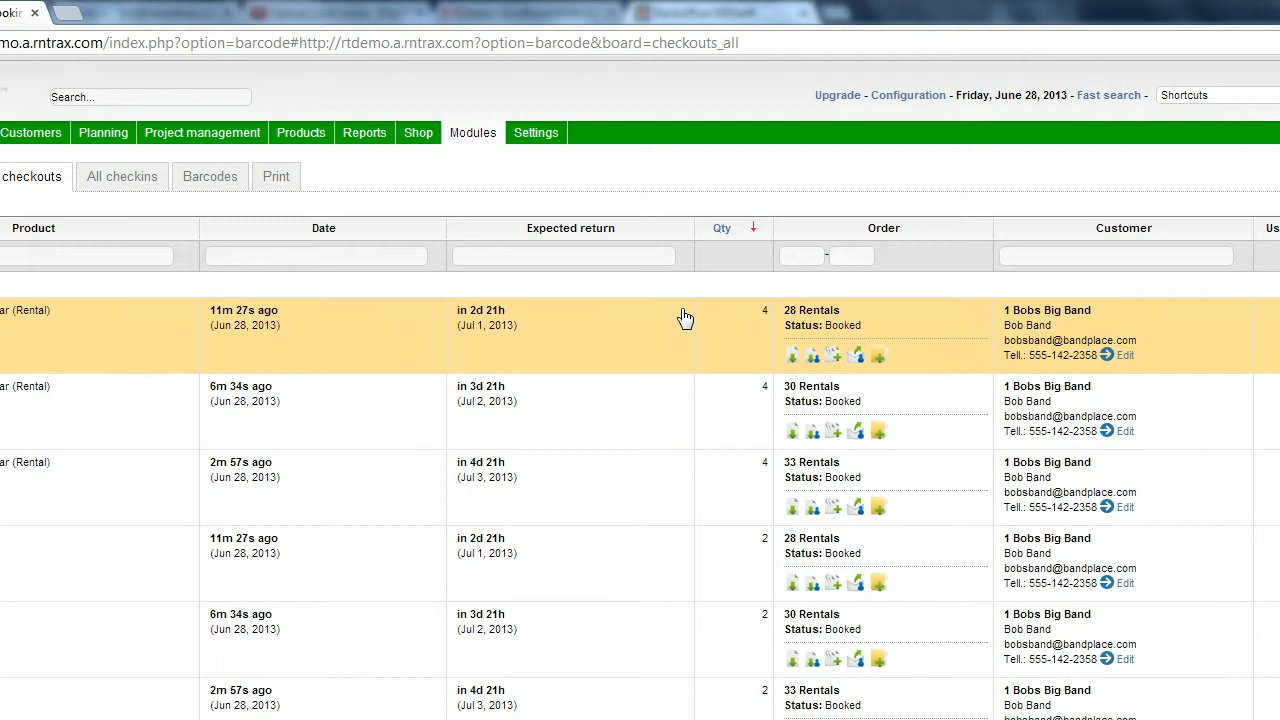 ookir
mo.a.rntrax.com/index.php?option=barcode#http://rtdemo.a.rntrax.com?option=barcode&board=checkouts_all
Search...
Upgrade - Configuration - Friday, June 28, 2013 - Fast search - Shortcuts
Customers Planning Project management Products Reports Shop Modules Settings
checkouts All checkins Barcodes Print
Product Date Expected return Qty Order Customer Us
-
ar (Rental) 11m 27s ago in 2d 21h 4 28 Rentals 1 Bobs Big Band
(Jun 28, 2013) (Jul 1, 2013) Status: Booked Bob Band
bobsband@bandplace.com
Tell.: 555-142-2358 Edit
ar (Rental) 6m 34s ago in 3d 21h 4 30 Rentals 1 Bobs Big Band
(Jun 28, 2013) (Jul 2, 2013) Status: Booked Bob Band
bobsband@bandplace.com
Tell.: 555-142-2358 Edit
ar (Rental) 2m 57s ago in 4d 21h 4 33 Rentals 1 Bobs Big Band
(Jun 28, 2013) (Jul 3, 2013) Status: Booked Bob Band
bobsband@bandplace.com
Tell.: 555-142-2358 Edit
11m 27s ago in 2d 21h 2 28 Rentals 1 Bobs Big Band
(Jun 28, 2013) (Jul 1, 2013) Status: Booked Bob Band
bobsband@bandplace.com
Tell.: 555-142-2358 Edit
6m 34s ago in 3d 21h 2 30 Rentals 1 Bobs Big Band
(Jun 28, 2013) (Jul 2, 2013) Status: Booked Bob Band
bobsband@bandplace.com
Tell.: 555-142-2358 Edit
2m 57s ago in 4d 21h 2 33 Rentals 1 Bobs Big Band
(Jun 28, 2013) (Jul 3, 2013) Status: Booked Bob Band
bobsband@bandplace.com